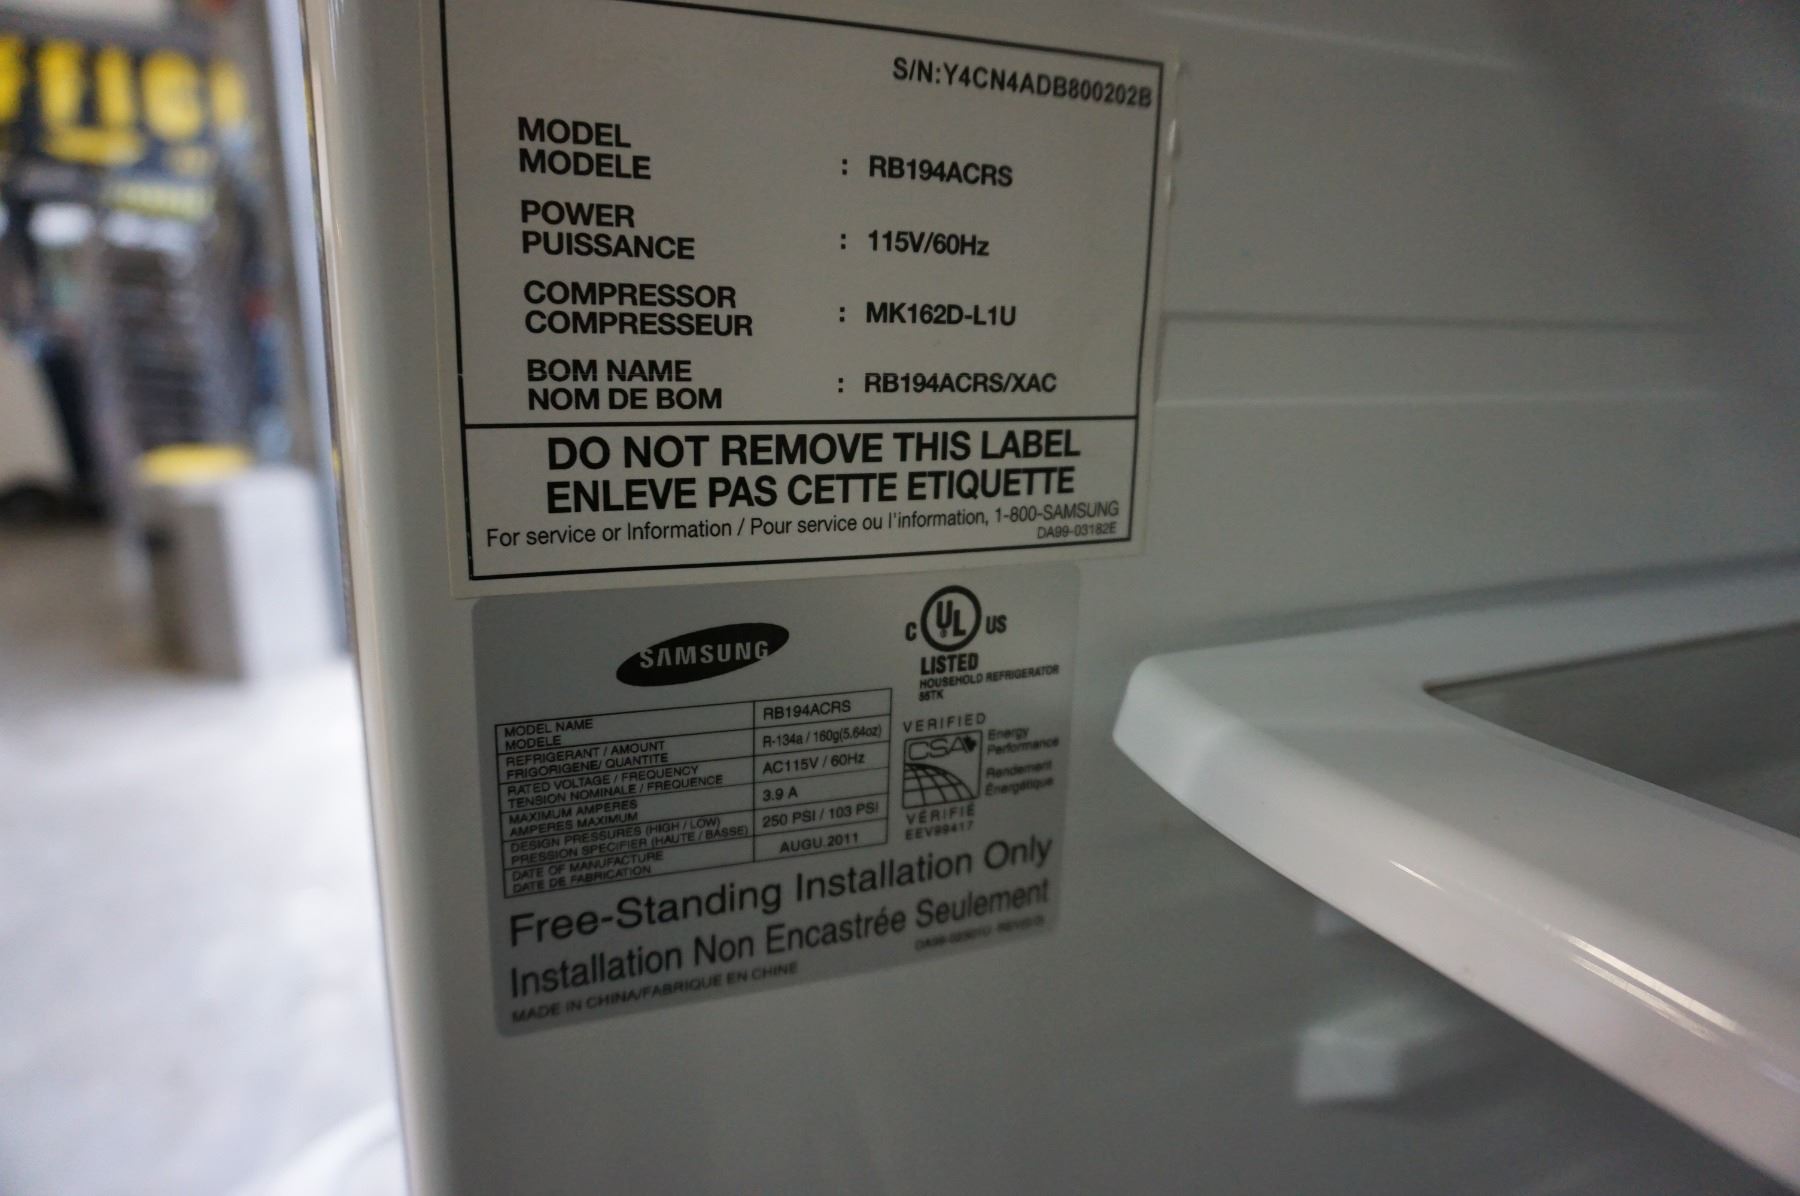 S/N:Y4CN4ADB800202B
MODEL
MODELE : RB194ACRS
POWER
PUISSANCE : 115V/60Hz
COMPRESSOR
COMPRESSEUR : MK162D-L1U
BOM NAME
NOM DE BOM : RB194ACRS/XAC
DO NOT REMOVE THIS LABEL
ENLEVE PAS CETTE ETIQUETTE
For service or Information / Pour service ou l'information, 1-800-SAMSUNG
DA99-03182E
SAMSUNG
C UL US
LISTED
HOUSEHOLD REFRIGERATOR
55TK
MODEL NAME
MODELE
RB194ACRS
REFRIGERANT / AMOUNT
FRIGORIGENE/ QUANTITE
R-134a / 160g(5.64oz)
RATED VOLTAGE / FREQUENCY
TENSION NOMINALE / FREQUENCE
AC115V / 60Hz
MAXIMUM AMPERES
AMPERES MAXIMUM
3.9 A
DESIGN PRESSURES (HIGH / LOW)
PRESSION SPECIFIER (HAUTE / BASSE)
250 PSI / 103 PSI
DATE OF MANUFACTURE
DATE DE FABRICATION
AUGU.2011
VERIFIED
CSA
Energy
Performance
Rendement
Énergétique
VÉRIFIÉ
EEV99417
Free-Standing Installation Only
Installation Non Encastrée Seulement
MADE IN CHINA/FABRIQUE EN CHINE